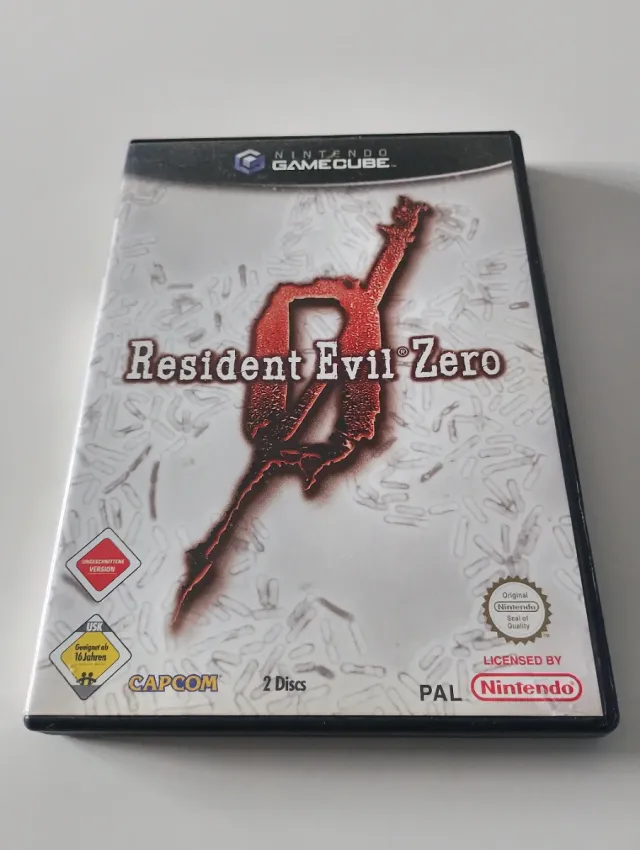 NINTENDO
GAMECUBE™
Resident Evil® Zero
UNGESCHNITTENE
VERSION
USK
Geeignet ab
16 Jahren
CAPCOM
2 Discs
Original
Nintendo
Seal of
Quality
LICENSED BY
PAL
Nintendo